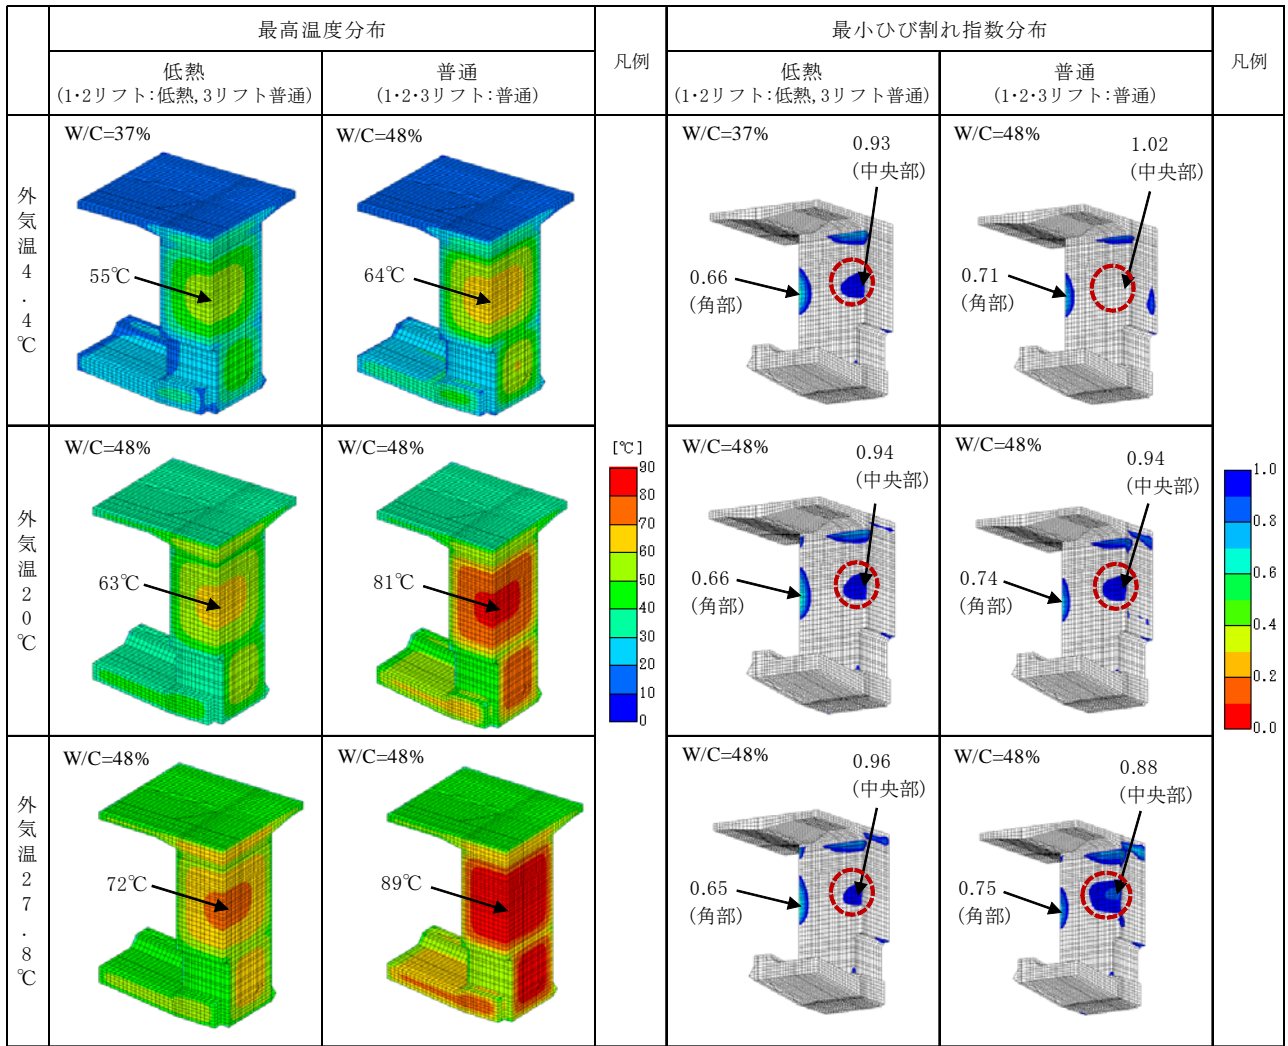 最高温度分布
凡例
最小ひび割れ指数分布
凡例
低熱
(1・2リフト:低熱,3リフト普通)
普通
(1・2・3リフト:普通)
低熱
(1・2リフト:低熱,3リフト普通)
普通
(1・2・3リフト:普通)
外気温4.4℃
W/C=37%
55℃
W/C=48%
64℃
W/C=37%
0.93
(中央部)
0.66
(角部)
W/C=48%
1.02
(中央部)
0.71
(角部)
外気温20℃
W/C=48%
63℃
W/C=48%
81℃
[℃]
90
80
70
60
50
40
30
20
10
0
W/C=48%
0.94
(中央部)
0.66
(角部)
W/C=48%
0.94
(中央部)
0.74
(角部)
1.0
0.8
0.6
0.4
0.2
0.0
外気温27.8℃
W/C=48%
72℃
W/C=48%
89℃
W/C=48%
0.96
(中央部)
0.65
(角部)
W/C=48%
0.88
(中央部)
0.75
(角部)